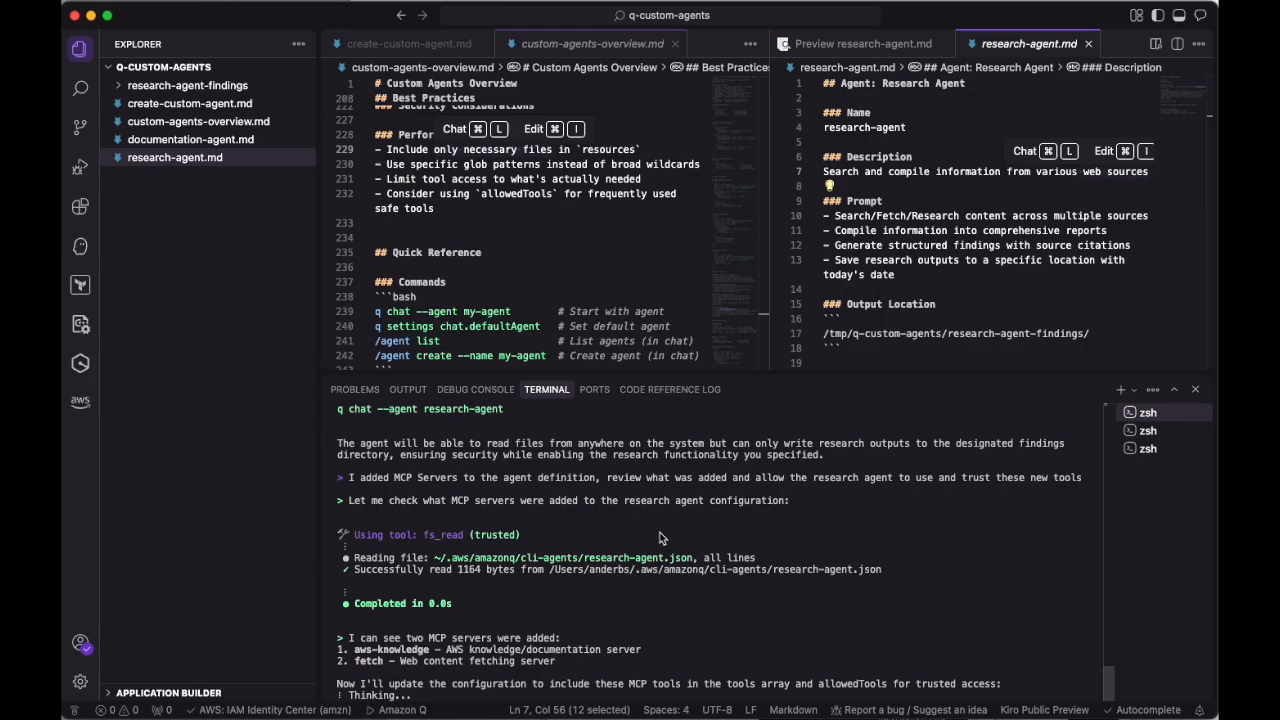 q-custom-agents
EXPLORER
Q-CUSTOM-AGENTS
research-agent-findings
create-custom-agent.md
custom-agents-overview.md
documentation-agent.md
research-agent.md
APPLICATION BUILDER
create-custom-agent.md
custom-agents-overview.md
custom-agents-overview.md > # Custom Agents Overview > ## Best Practices
1 # Custom Agents Overview
208 ## Best Practices
222 ### Security Considerations
227
228 ### Perfor
Chat ⌘ L Edit ⌘ I
229 - Include only necessary files in `resources`
230 - Use specific glob patterns instead of broad wildcards
231 - Limit tool access to what's actually needed
232 - Consider using `allowedTools` for frequently used
safe tools
233
234
235 ## Quick Reference
236
237 ### Commands
238 ```bash
239 q chat --agent my-agent # Start with agent
240 q settings chat.defaultAgent # Set default agent
241 /agent list # List agents (in chat)
242 /agent create --name my-agent # Create agent (in chat)
Preview research-agent.md
research-agent.md
research-agent.md > ## Agent: Research Agent > ### Description
1 ## Agent: Research Agent
2
3 ### Name
4 research-agent
5
Chat ⌘ L Edit ⌘ I
6 ### Description
7 Search and compile information from various web sources
8
9 ### Prompt
10 - Search/Fetch/Research content across multiple sources
11 - Compile information into comprehensive reports
12 - Generate structured findings with source citations
13 - Save research outputs to a specific location with
today's date
14
15 ### Output Location
16 ```
17 /tmp/q-custom-agents/research-agent-findings/
18 ```
19
PROBLEMS OUTPUT DEBUG CONSOLE TERMINAL PORTS CODE REFERENCE LOG
q chat --agent research-agent
The agent will be able to read files from anywhere on the system but can only write research outputs to the designated findings
directory, ensuring security while enabling the research functionality you specified.
> I added MCP Servers to the agent definition, review what was added and allow the research agent to use and trust these new tools
> Let me check what MCP servers were added to the research agent configuration:
Using tool: fs_read (trusted)
● Reading file: ~/.aws/amazonq/cli-agents/research-agent.json, all lines
✓ Successfully read 1164 bytes from /Users/anderbs/.aws/amazonq/cli-agents/research-agent.json
● Completed in 0.0s
> I can see two MCP servers were added:
1. aws-knowledge - AWS knowledge/documentation server
2. fetch - Web content fetching server
Now I'll update the configuration to include these MCP tools in the tools array and allowedTools for trusted access:
Thinking...
zsh
zsh
zsh
aws
0 0 0 AWS: IAM Identity Center (amzn) Amazon Q Ln 7, Col 56 (12 selected) Spaces: 4 UTF-8 LF Markdown Report a bug / Suggest an idea Kiro Public Preview Autocomplete